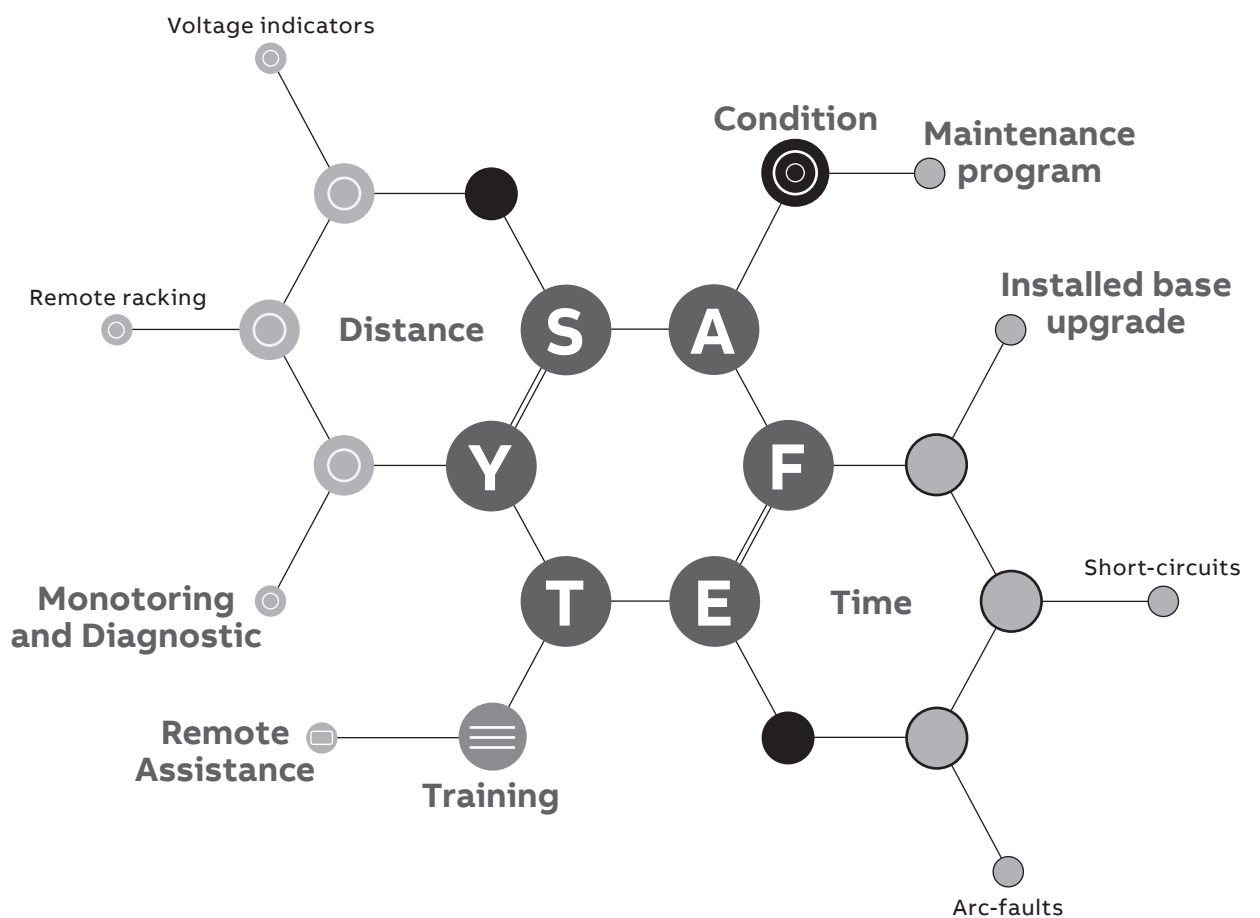 Voltage indicators
Condition
Maintenance
program
Installed base
upgrade
Remote racking
Distance
S
A
F
E
T
Y
Time
Short-circuits
Monotoring
and Diagnostic
Remote
Assistance
Training
Arc-faults